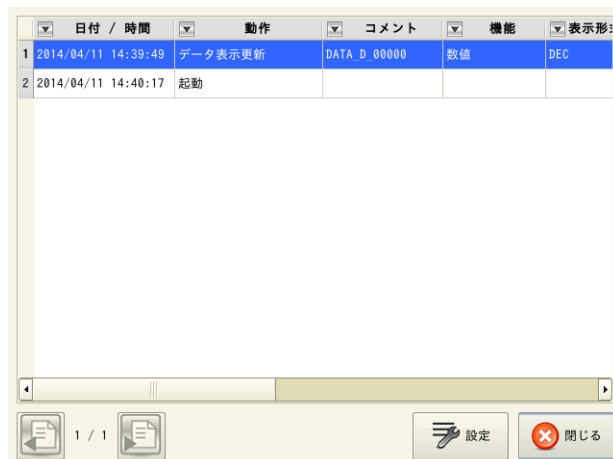 日付 / 時間 動作 コメント 機能 表示形
1 2014/04/11 14:39:49 データ表示更新 DATA_D_00000 数値 DEC
2 2014/04/11 14:40:17 起動
1 / 1 設定 閉じる